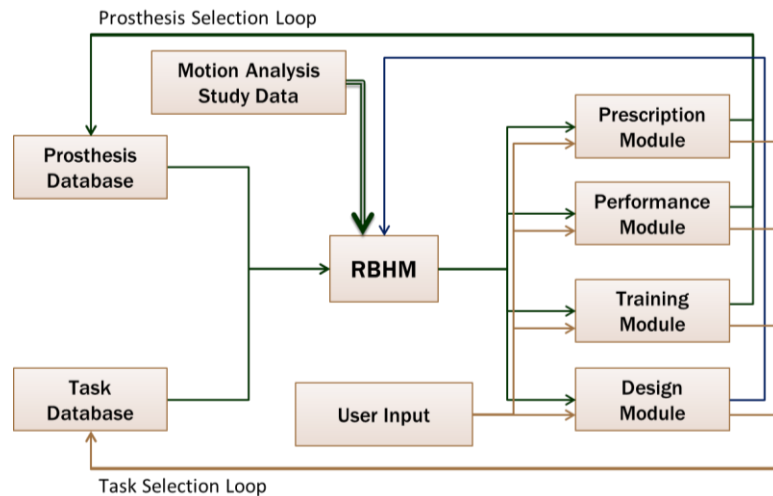 Prosthesis Selection Loop
Motion Analysis
Study Data
Prosthesis
Database
Prescription
Module
Performance
Module
RBHM
Training
Module
Task
Database
User Input
Design
Module
Task Selection Loop